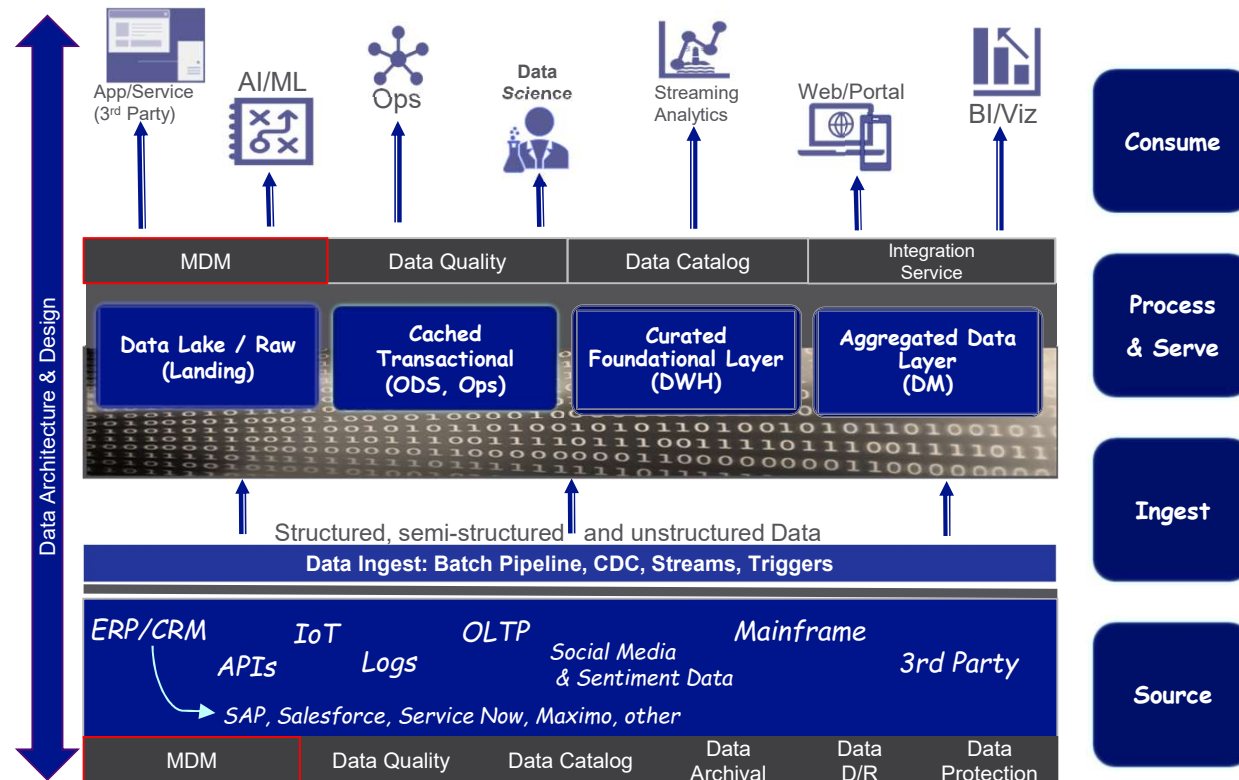 Data Architecture & Design
App/Service
(3rd Party)
AI/ML
Ops
Data
Science
Streaming
Analytics
Web/Portal
BI/Viz
Consume
MDM
Data Quality
Data Catalog
Integration
Service
Data Lake / Raw
(Landing)
Cached
Transactional
(ODS, Ops)
Curated
Foundational Layer
(DWH)
Aggregated Data
Layer
(DM)
Process
& Serve
Structured, semi-structured and unstructured Data
Data Ingest: Batch Pipeline, CDC, Streams, Triggers
Ingest
ERP/CRM
APIs
IoT
Logs
OLTP
Social Media
& Sentiment Data
Mainframe
3rd Party
SAP, Salesforce, Service Now, Maximo, other
Source
MDM
Data Quality
Data Catalog
Data
Archival
Data
D/R
Data
Protection